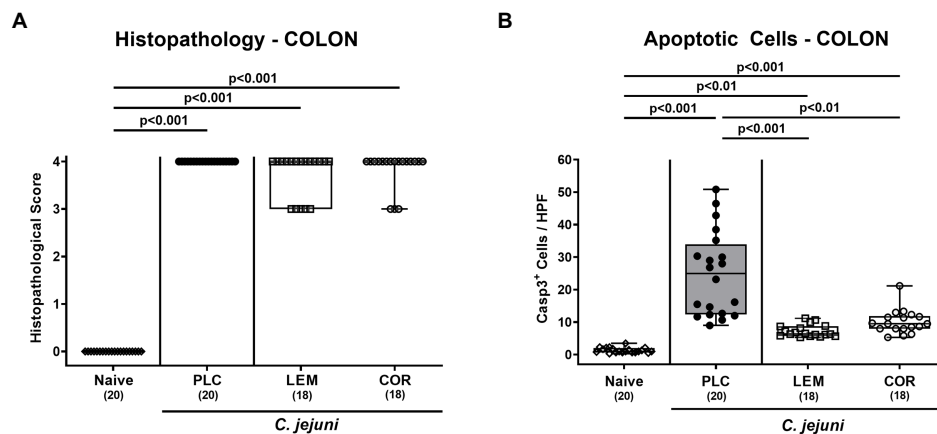 A
Histopathology - COLON
p<0.001
p<0.001
p<0.001
Histopathological Score
4
3
2
1
0
Naive PLC LEM COR
(20) (20) (18) (18)
C. jejuni
B
Apoptotic Cells - COLON
p<0.001
p<0.01
p<0.001 p<0.01
p<0.001
Casp3+ Cells / HPF
60
50
40
30
20
10
0
Naive PLC LEM COR
(20) (20) (18) (18)
C. jejuni